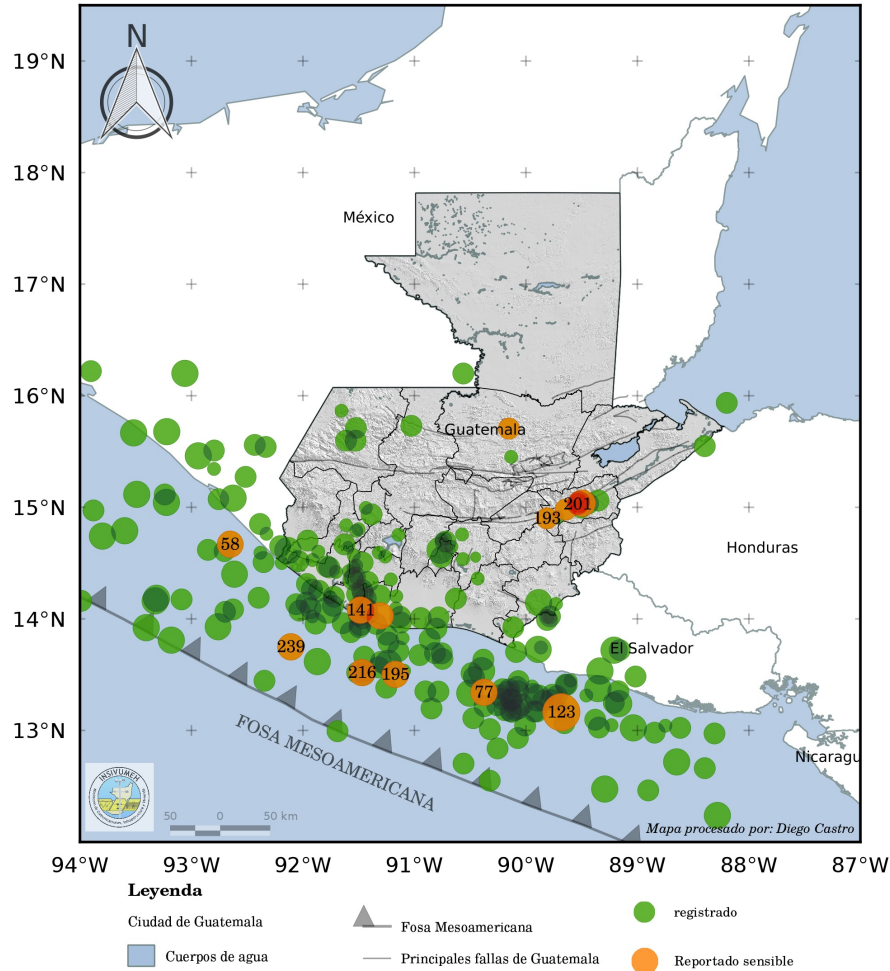 N
19°N
18°N
17°N
16°N
15°N
14°N
13°N
México
Guatemala
Honduras
El Salvador
Nicaragu
201
193
58
141
239
216
195
77
123
FOSA MESOAMERICANA
INSIVUMEH
50 0 50 km
Mapa procesado por: Diego Castro
94°W 93°W 92°W 91°W 90°W 89°W 88°W 87°W
Leyenda
Ciudad de Guatemala
Cuerpos de agua
Fosa Mesoamericana
Principales fallas de Guatemala
registrado
Reportado sensible